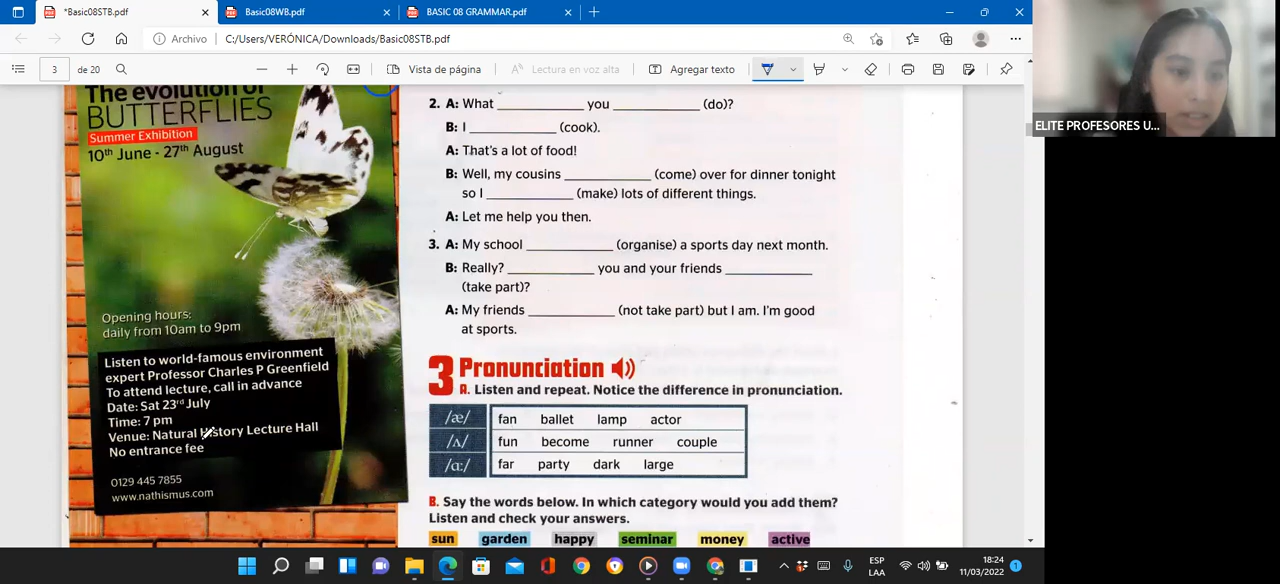 *Basic08STB.pdf
Basic08WB.pdf
BASIC 08 GRAMMAR.pdf
Archivo
C:/Users/VERÓNICA/Downloads/Basic08STB.pdf
3
de 20
Vista de página
Lectura en voz alta
Agregar texto
ELITE PROFESORES U...
The evolution of
BUTTERFLIES
Summer Exhibition
10th June - 27th August
Opening hours:
daily from 10am to 9pm
Listen to world-famous environment
expert Professor Charles P Greenfield
To attend lecture, call in advance
Date: Sat 23rd July
Time: 7 pm
Venue: Natural History Lecture Hall
No entrance fee
0129 445 7855
www.nathismus.com
2. A: What ____________ you ____________ (do)?
B: I ____________ (cook).
A: That's a lot of food!
B: Well, my cousins ____________ (come) over for dinner tonight
so I ____________ (make) lots of different things.
A: Let me help you then.
3. A: My school ____________ (organise) a sports day next month.
B: Really? ____________ you and your friends ____________
(take part)?
A: My friends ____________ (not take part) but I am. I'm good
at sports.
3 Pronunciation
A. Listen and repeat. Notice the difference in pronunciation.
/æ/ fan ballet lamp actor
/ʌ/ fun become runner couple
/ɑː/ far party dark large
B. Say the words below. In which category would you add them?
Listen and check your answers.
sun garden happy seminar money active
ESP
LAA
18:24
11/03/2022
1